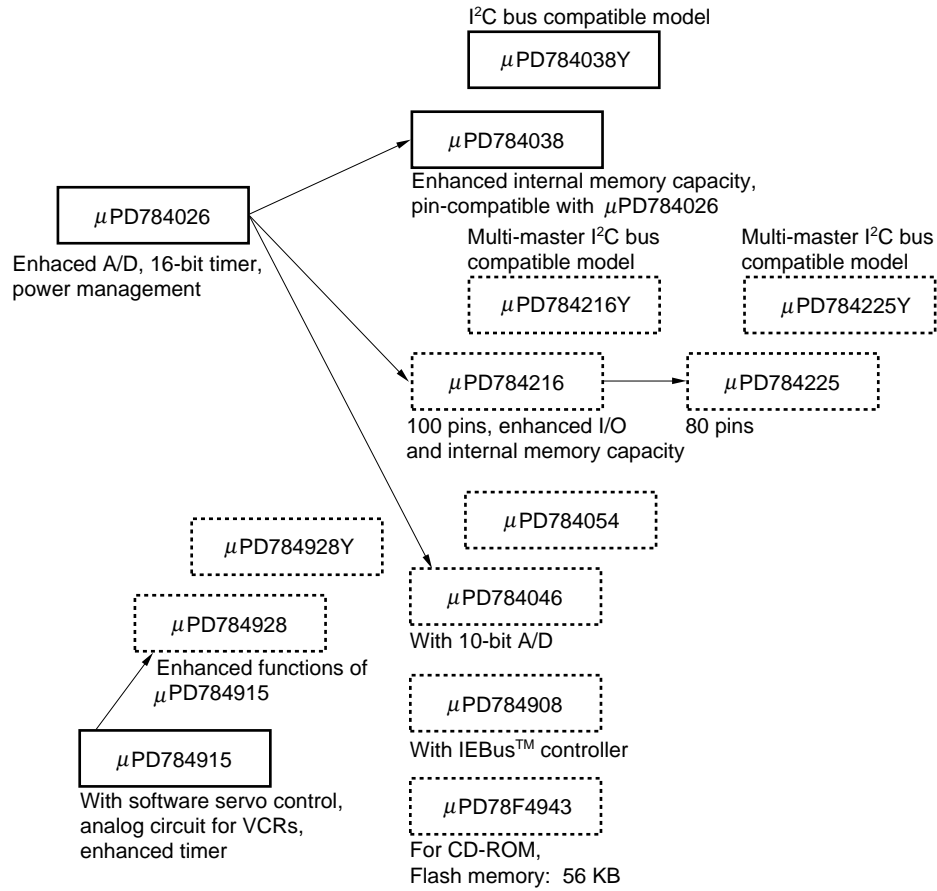 I²C bus compatible model
μPD784038Y
μPD784038
Enhanced internal memory capacity,
pin-compatible with μPD784026
μPD784026
Enhaced A/D, 16-bit timer,
power management
Multi-master I²C bus
compatible model
μPD784216Y
Multi-master I²C bus
compatible model
μPD784225Y
μPD784216
100 pins, enhanced I/O
and internal memory capacity
μPD784225
80 pins
μPD784054
μPD784046
With 10-bit A/D
μPD784928Y
μPD784928
Enhanced functions of
μPD784915
μPD784915
With software servo control,
analog circuit for VCRs,
enhanced timer
μPD784908
With IEBus™ controller
μPD78F4943
For CD-ROM,
Flash memory: 56 KB